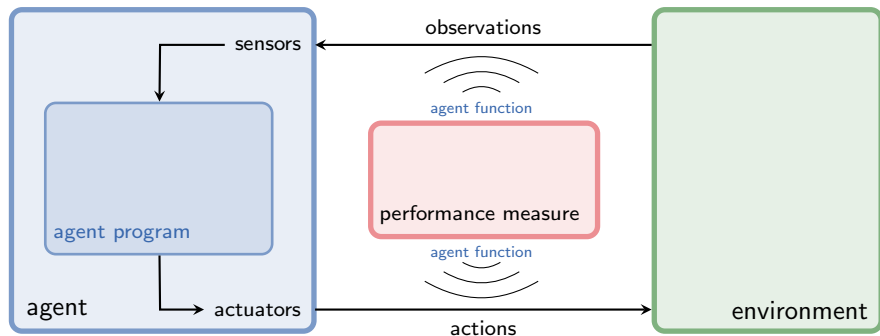 observations
sensors
agent function
performance measure
agent program
agent function
agent
actuators
environment
actions